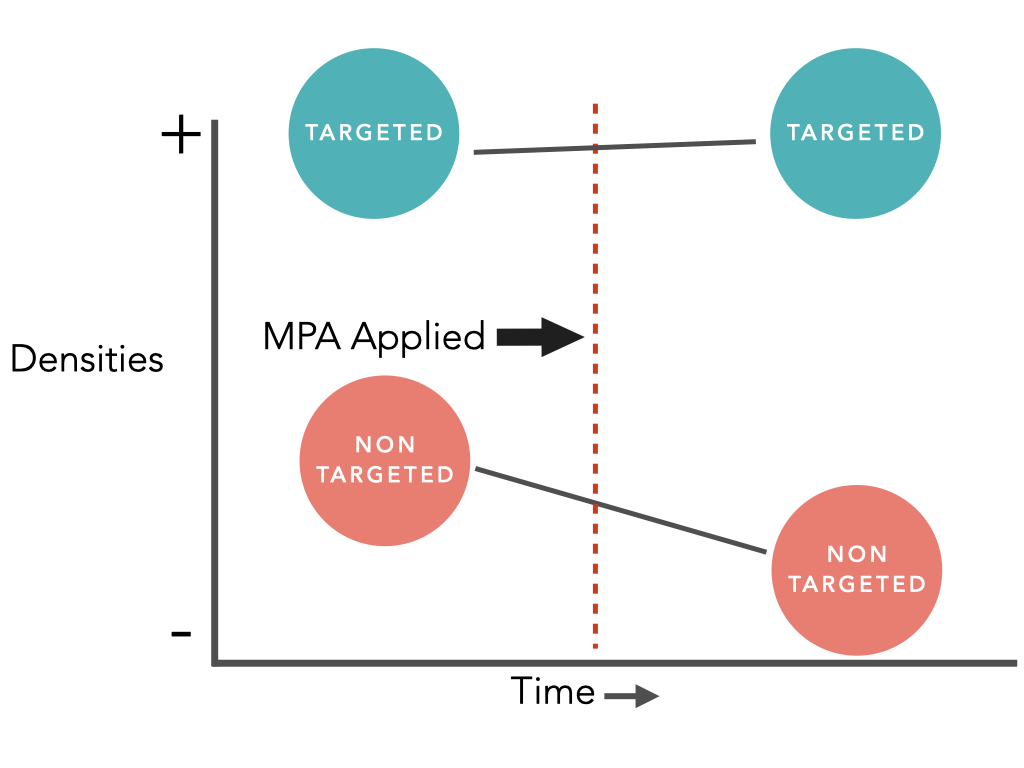 +
TARGETED
TARGETED
MPA Applied
Densities
NON
TARGETED
NON
TARGETED
-
Time